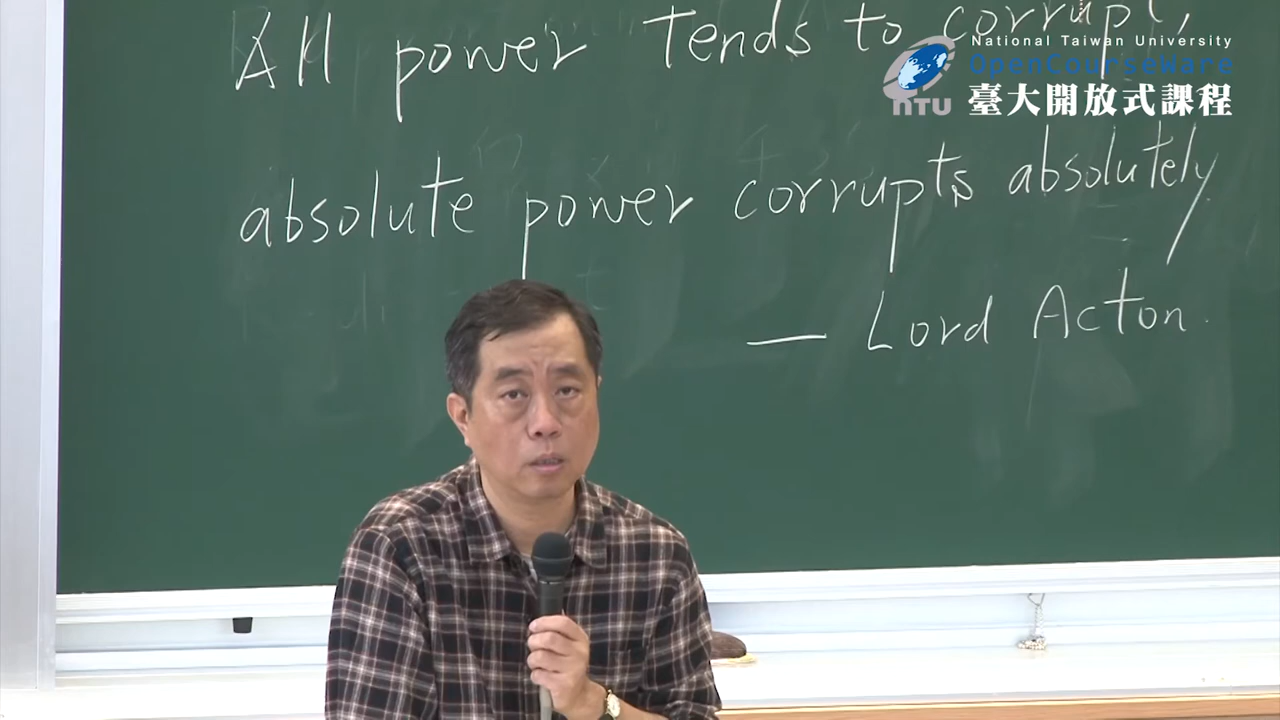 All power tends to corrupt,
absolute power corrupts absolutely.
— Lord Acton.
National Taiwan University
OpenCourseWare
NTU 臺大開放式課程